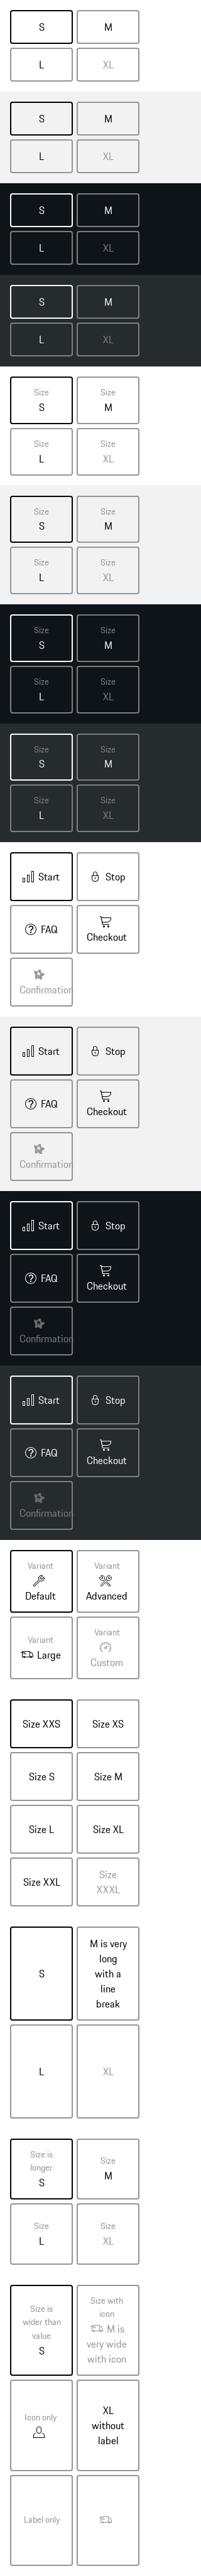 S M
L XL
S M
L XL
S M
L XL
S M
L XL
Size Size
S M
Size Size
L XL
Size Size
S M
Size Size
L XL
Size Size
S M
Size Size
L XL
Size Size
S M
Size Size
L XL
Start Stop
FAQ
Checkout
Confirmation
Start Stop
FAQ
Checkout
Confirmation
Start Stop
FAQ
Checkout
Confirmation
Start Stop
FAQ
Checkout
Confirmation
Variant Variant
Default Advanced
Variant Variant
Large Custom
Size XXS Size XS
Size S Size M
Size L Size XL
Size XXL Size
XXXL
S
M is very
long
with a
line
break
L XL
Size is
longer
S
Size
M
Size Size
L XL
Size is
wider than
value
S
Size with
icon
M is
very wide
with icon
Icon only
XL
without
label
Label only